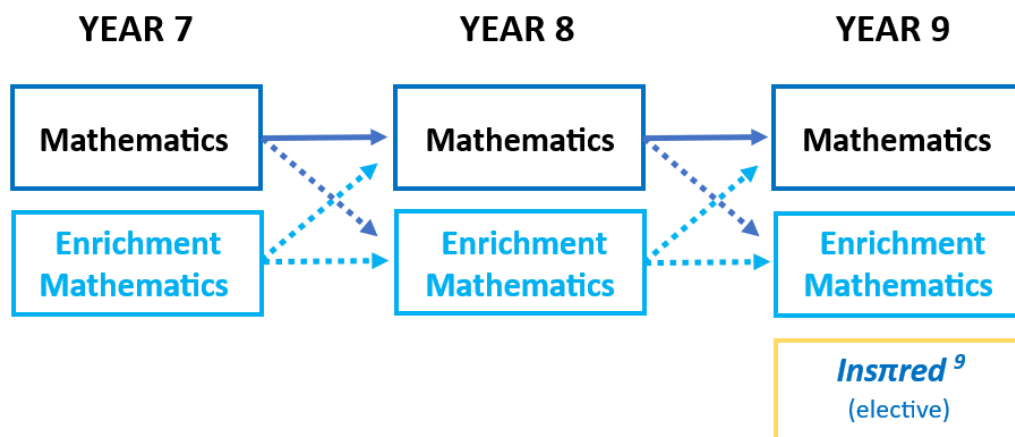 YEAR 7 YEAR 8 YEAR 9
Mathematics Mathematics Mathematics
Enrichment Enrichment Enrichment
Mathematics Mathematics Mathematics
Insπred ⁹
(elective)